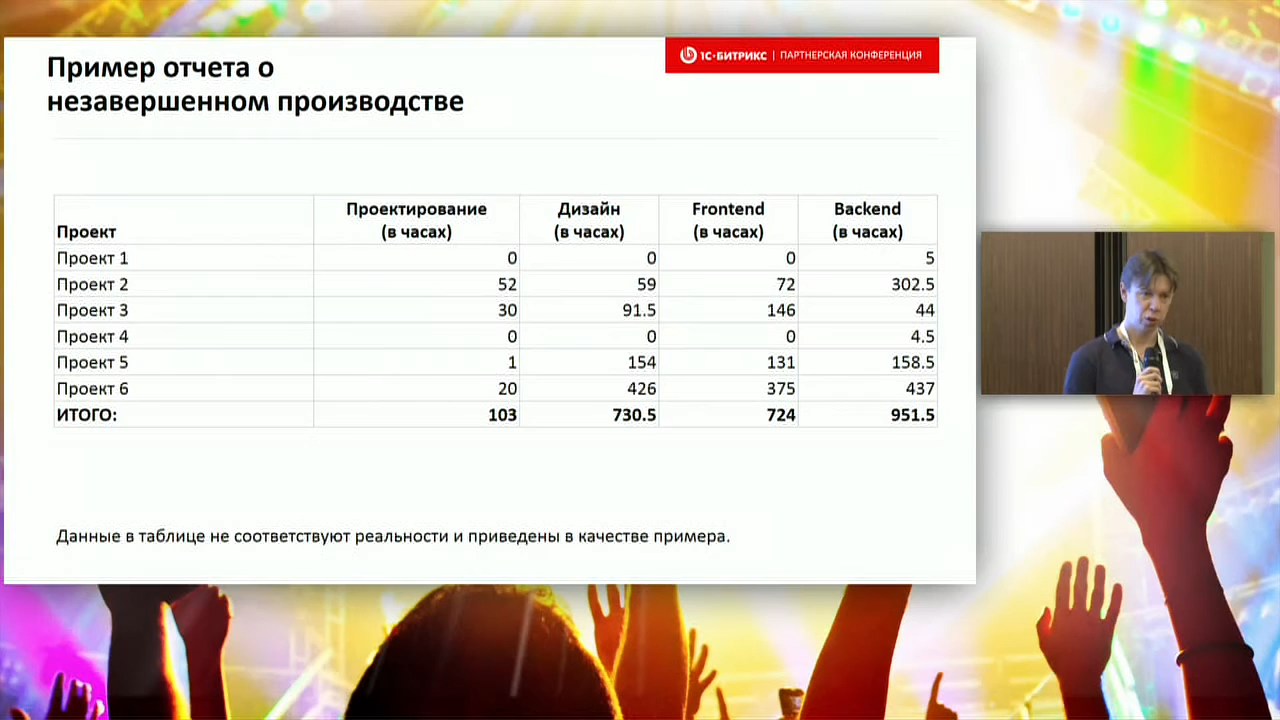 Пример отчета о
незавершенном производстве
1С-БИТРИКС | ПАРТНЕРСКАЯ КОНФЕРЕНЦИЯ
Проект Проектирование (в часах) Дизайн (в часах) Frontend (в часах) Backend (в часах)
Проект 1 0 0 0 5
Проект 2 52 59 72 302.5
Проект 3 30 91.5 146 44
Проект 4 0 0 0 4.5
Проект 5 1 154 131 158.5
Проект 6 20 426 375 437
ИТОГО: 103 730.5 724 951.5
Данные в таблице не соответствуют реальности и приведены в качестве примера.